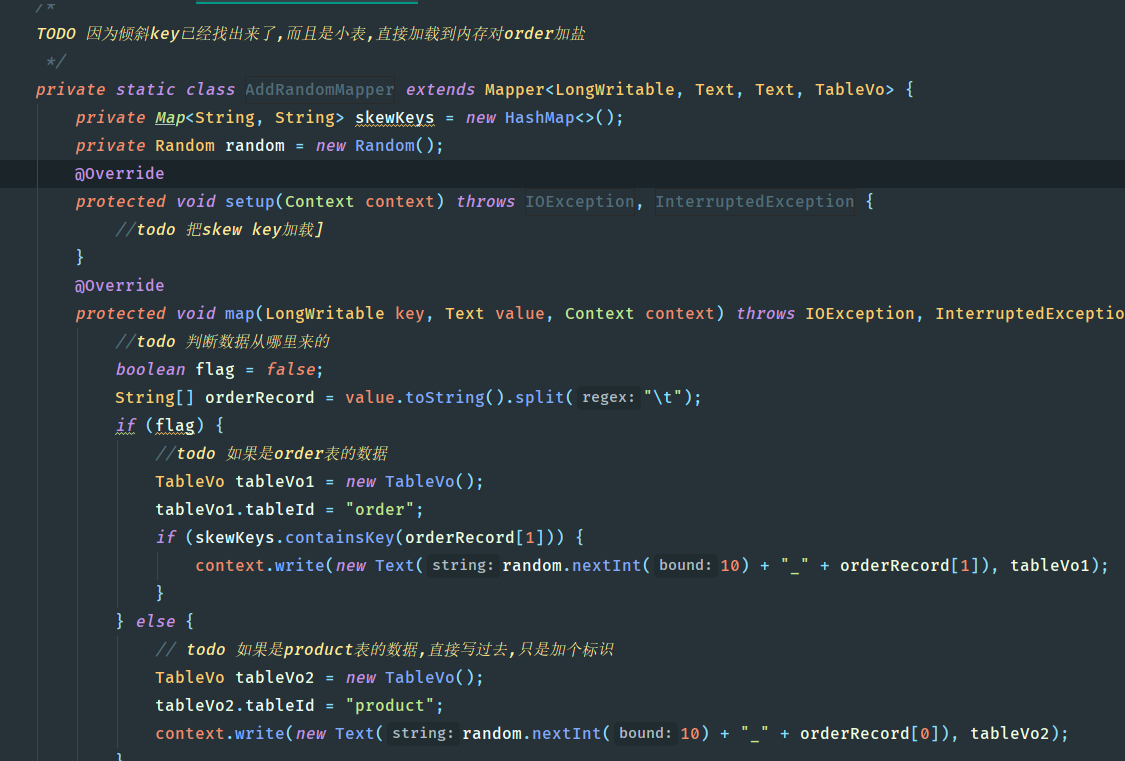 /*
TODO 因为倾斜key已经找出来了,而且是小表,直接加载到内存对order加盐
*/
private static class AddRandomMapper extends Mapper<LongWritable, Text, Text, TableVo> {
private Map<String, String> skewKeys = new HashMap<>();
private Random random = new Random();
@Override
protected void setup(Context context) throws IOException, InterruptedException {
//todo 把skew key加载]
}
@Override
protected void map(LongWritable key, Text value, Context context) throws IOException, InterruptedExceptio
//todo 判断数据从哪里来的
boolean flag = false;
String[] orderRecord = value.toString().split( regex: "\t");
if (flag) {
//todo 如果是order表的数据
TableVo tableVo1 = new TableVo();
tableVo1.tableId = "order";
if (skewKeys.containsKey(orderRecord[1])) {
context.write(new Text( string: random.nextInt( bound: 10) + "_" + orderRecord[1]), tableVo1);
}
} else {
// todo 如果是product表的数据,直接写过去,只是加个标识
TableVo tableVo2 = new TableVo();
tableVo2.tableId = "product";
context.write(new Text( string: random.nextInt( bound: 10) + "_" + orderRecord[0]), tableVo2);
}